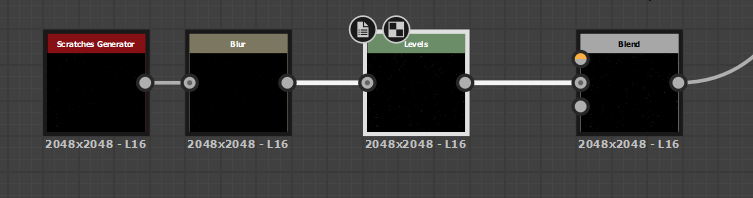 Scratches Generator
Blur
Levels
Blend
2048x2048 - L16
2048x2048 - L16
2048x2048 - L16
2048x2048 - L16